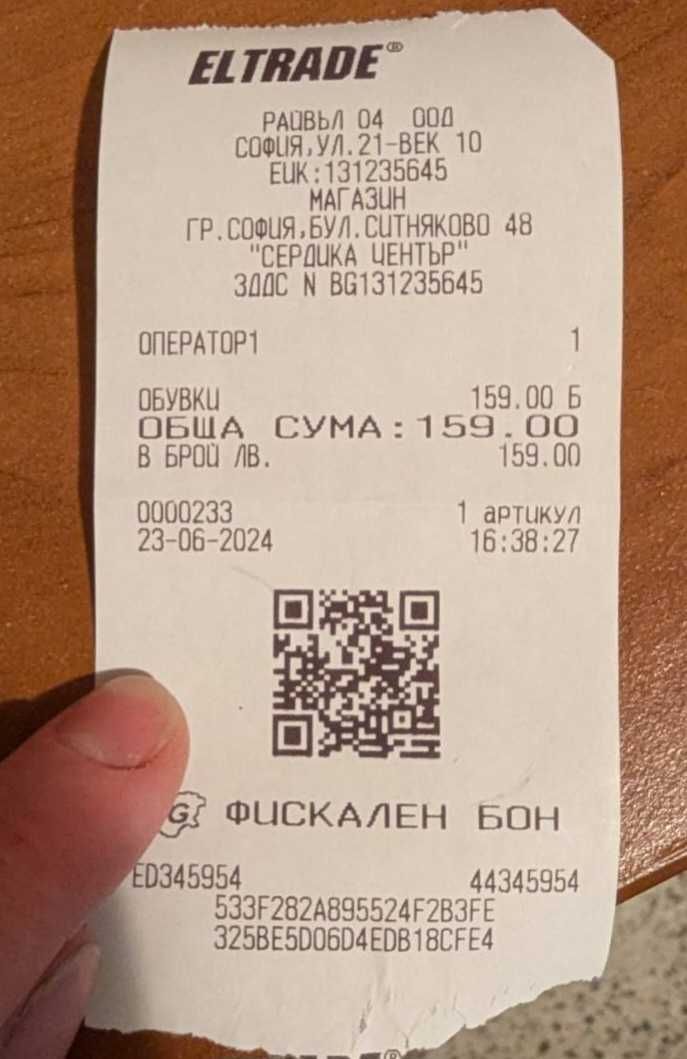 ELTRADE®
РАЙВЪЛ 04 ООД
СОФИЯ,УЛ.21-ВЕК 10
ЕИК:131235645
МАГАЗИН
ГР.СОФИЯ,БУЛ.СИТНЯКОВО 48
"СЕРДИКА ЦЕНТЪР"
ЗДДС N BG131235645
ОПЕРАТОР1 1
ОБУВКИ 159.00 Б
ОБЩА СУМА:159.00
В БРОЙ ЛВ. 159.00
0000233 1 артикул
23-06-2024 16:38:27
ФИСКАЛЕН БОН
ED345954 44345954
533F282A895524F2B3FE
325BE5D06D4EDB18CFE4